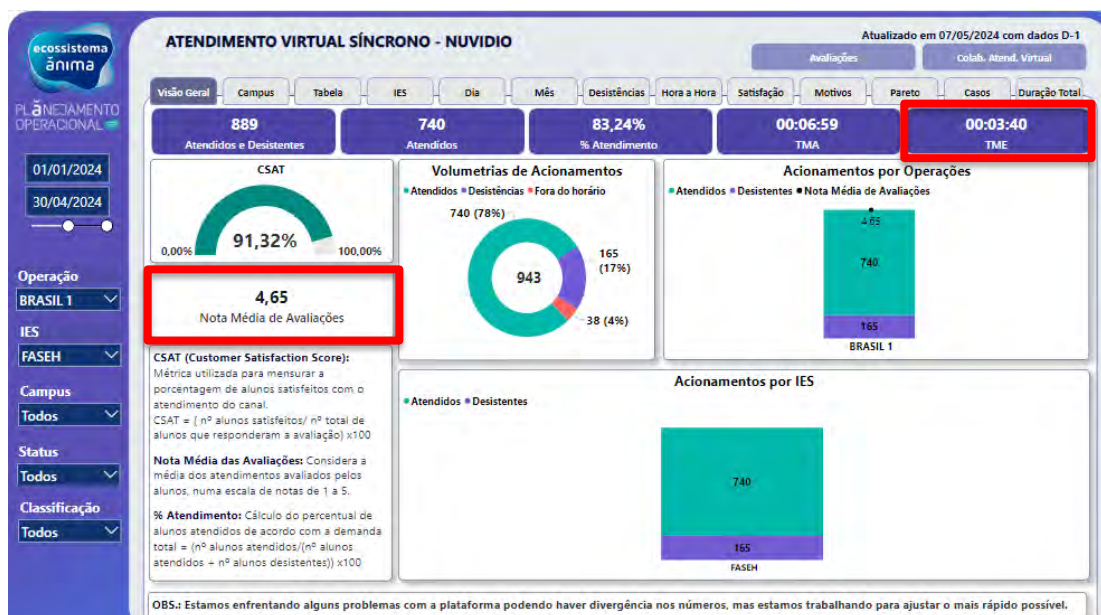 ecossistema
ănima
PLĂNEJAMENTO
OPERACIONAL
01/01/2024
30/04/2024
Operação
BRASIL 1
IES
FASEH
Campus
Todos
Status
Todos
Classificação
Todos
ATENDIMENTO VIRTUAL SÍNCRONO - NUVIDIO
Atualizado em 07/05/2024 com dados D-1
Avaliações
Colab. Atend. Virtual
Visão Geral
Campus
Tabela
IES
Dia
Mês
Desistências
Hora a Hora
Satisfação
Motivos
Pareto
Casos
Duração Total
889
Atendidos e Desistentes
740
Atendidos
83,24%
% Atendimento
00:06:59
TMA
00:03:40
TME
CSAT
0,00%
91,32%
100,00%
4,65
Nota Média de Avaliações
CSAT (Customer Satisfaction Score):
Métrica utilizada para mensurar a
porcentagem de alunos satisfeitos com o
atendimento do canal.
CSAT = ( nº alunos satisfeitos/ nº total de
alunos que responderam a avaliação) x100
Nota Média das Avaliações: Considera a
média dos atendimentos avaliados pelos
alunos, numa escala de notas de 1 a 5.
% Atendimento: Cálculo do percentual de
alunos atendidos de acordo com a demanda
total = (nº alunos atendidos/(nº alunos
atendidos + nº alunos desistentes)) x100
Volumetrias de Acionamentos
Atendidos Desistências Fora do horário
740 (78%)
165
(17%)
943
38 (4%)
Acionamentos por Operações
Atendidos Desistentes Nota Média de Avaliações
4,65
740
165
BRASIL 1
Acionamentos por IES
Atendidos Desistentes
740
165
FASEH
OBS.: Estamos enfrentando alguns problemas com a plataforma podendo haver divergência nos números, mas estamos trabalhando para ajustar o mais rápido possível.